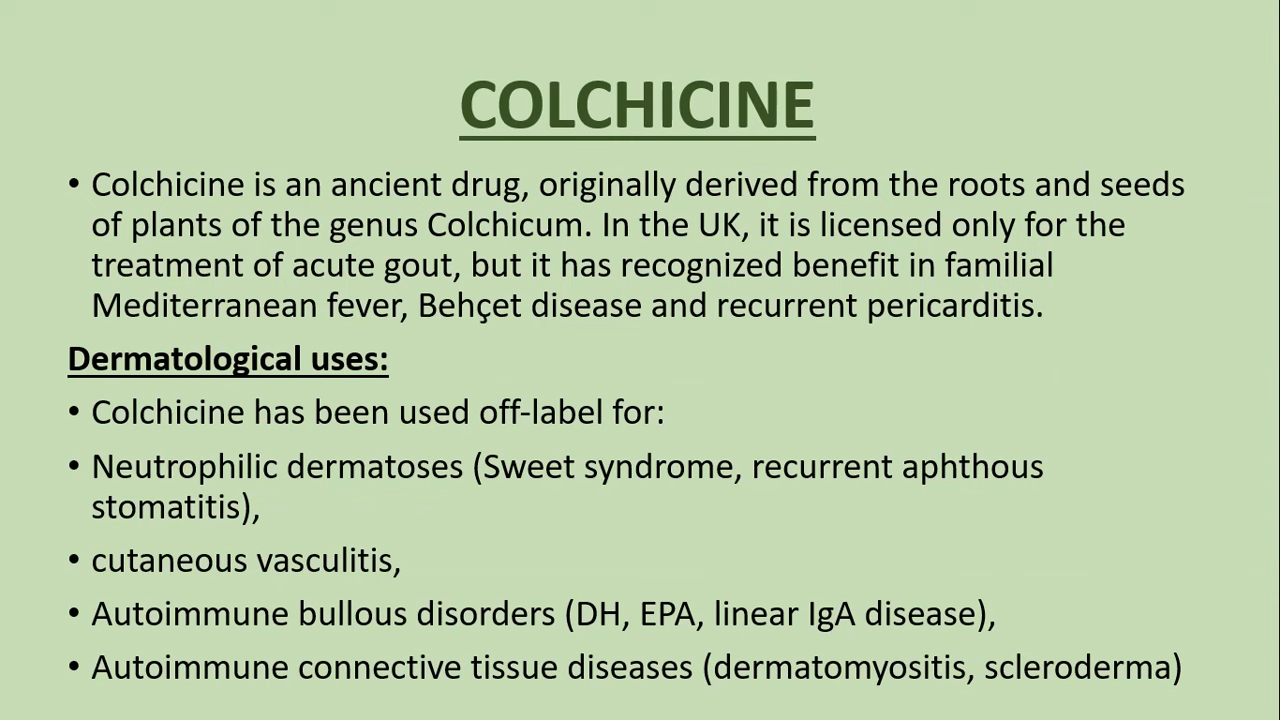 COLCHICINE
• Colchicine is an ancient drug, originally derived from the roots and seeds
of plants of the genus Colchicum. In the UK, it is licensed only for the
treatment of acute gout, but it has recognized benefit in familial
Mediterranean fever, Behçet disease and recurrent pericarditis.
Dermatological uses:
• Colchicine has been used off-label for:
• Neutrophilic dermatoses (Sweet syndrome, recurrent aphthous
stomatitis),
• cutaneous vasculitis,
• Autoimmune bullous disorders (DH, EPA, linear IgA disease),
• Autoimmune connective tissue diseases (dermatomyositis, scleroderma)